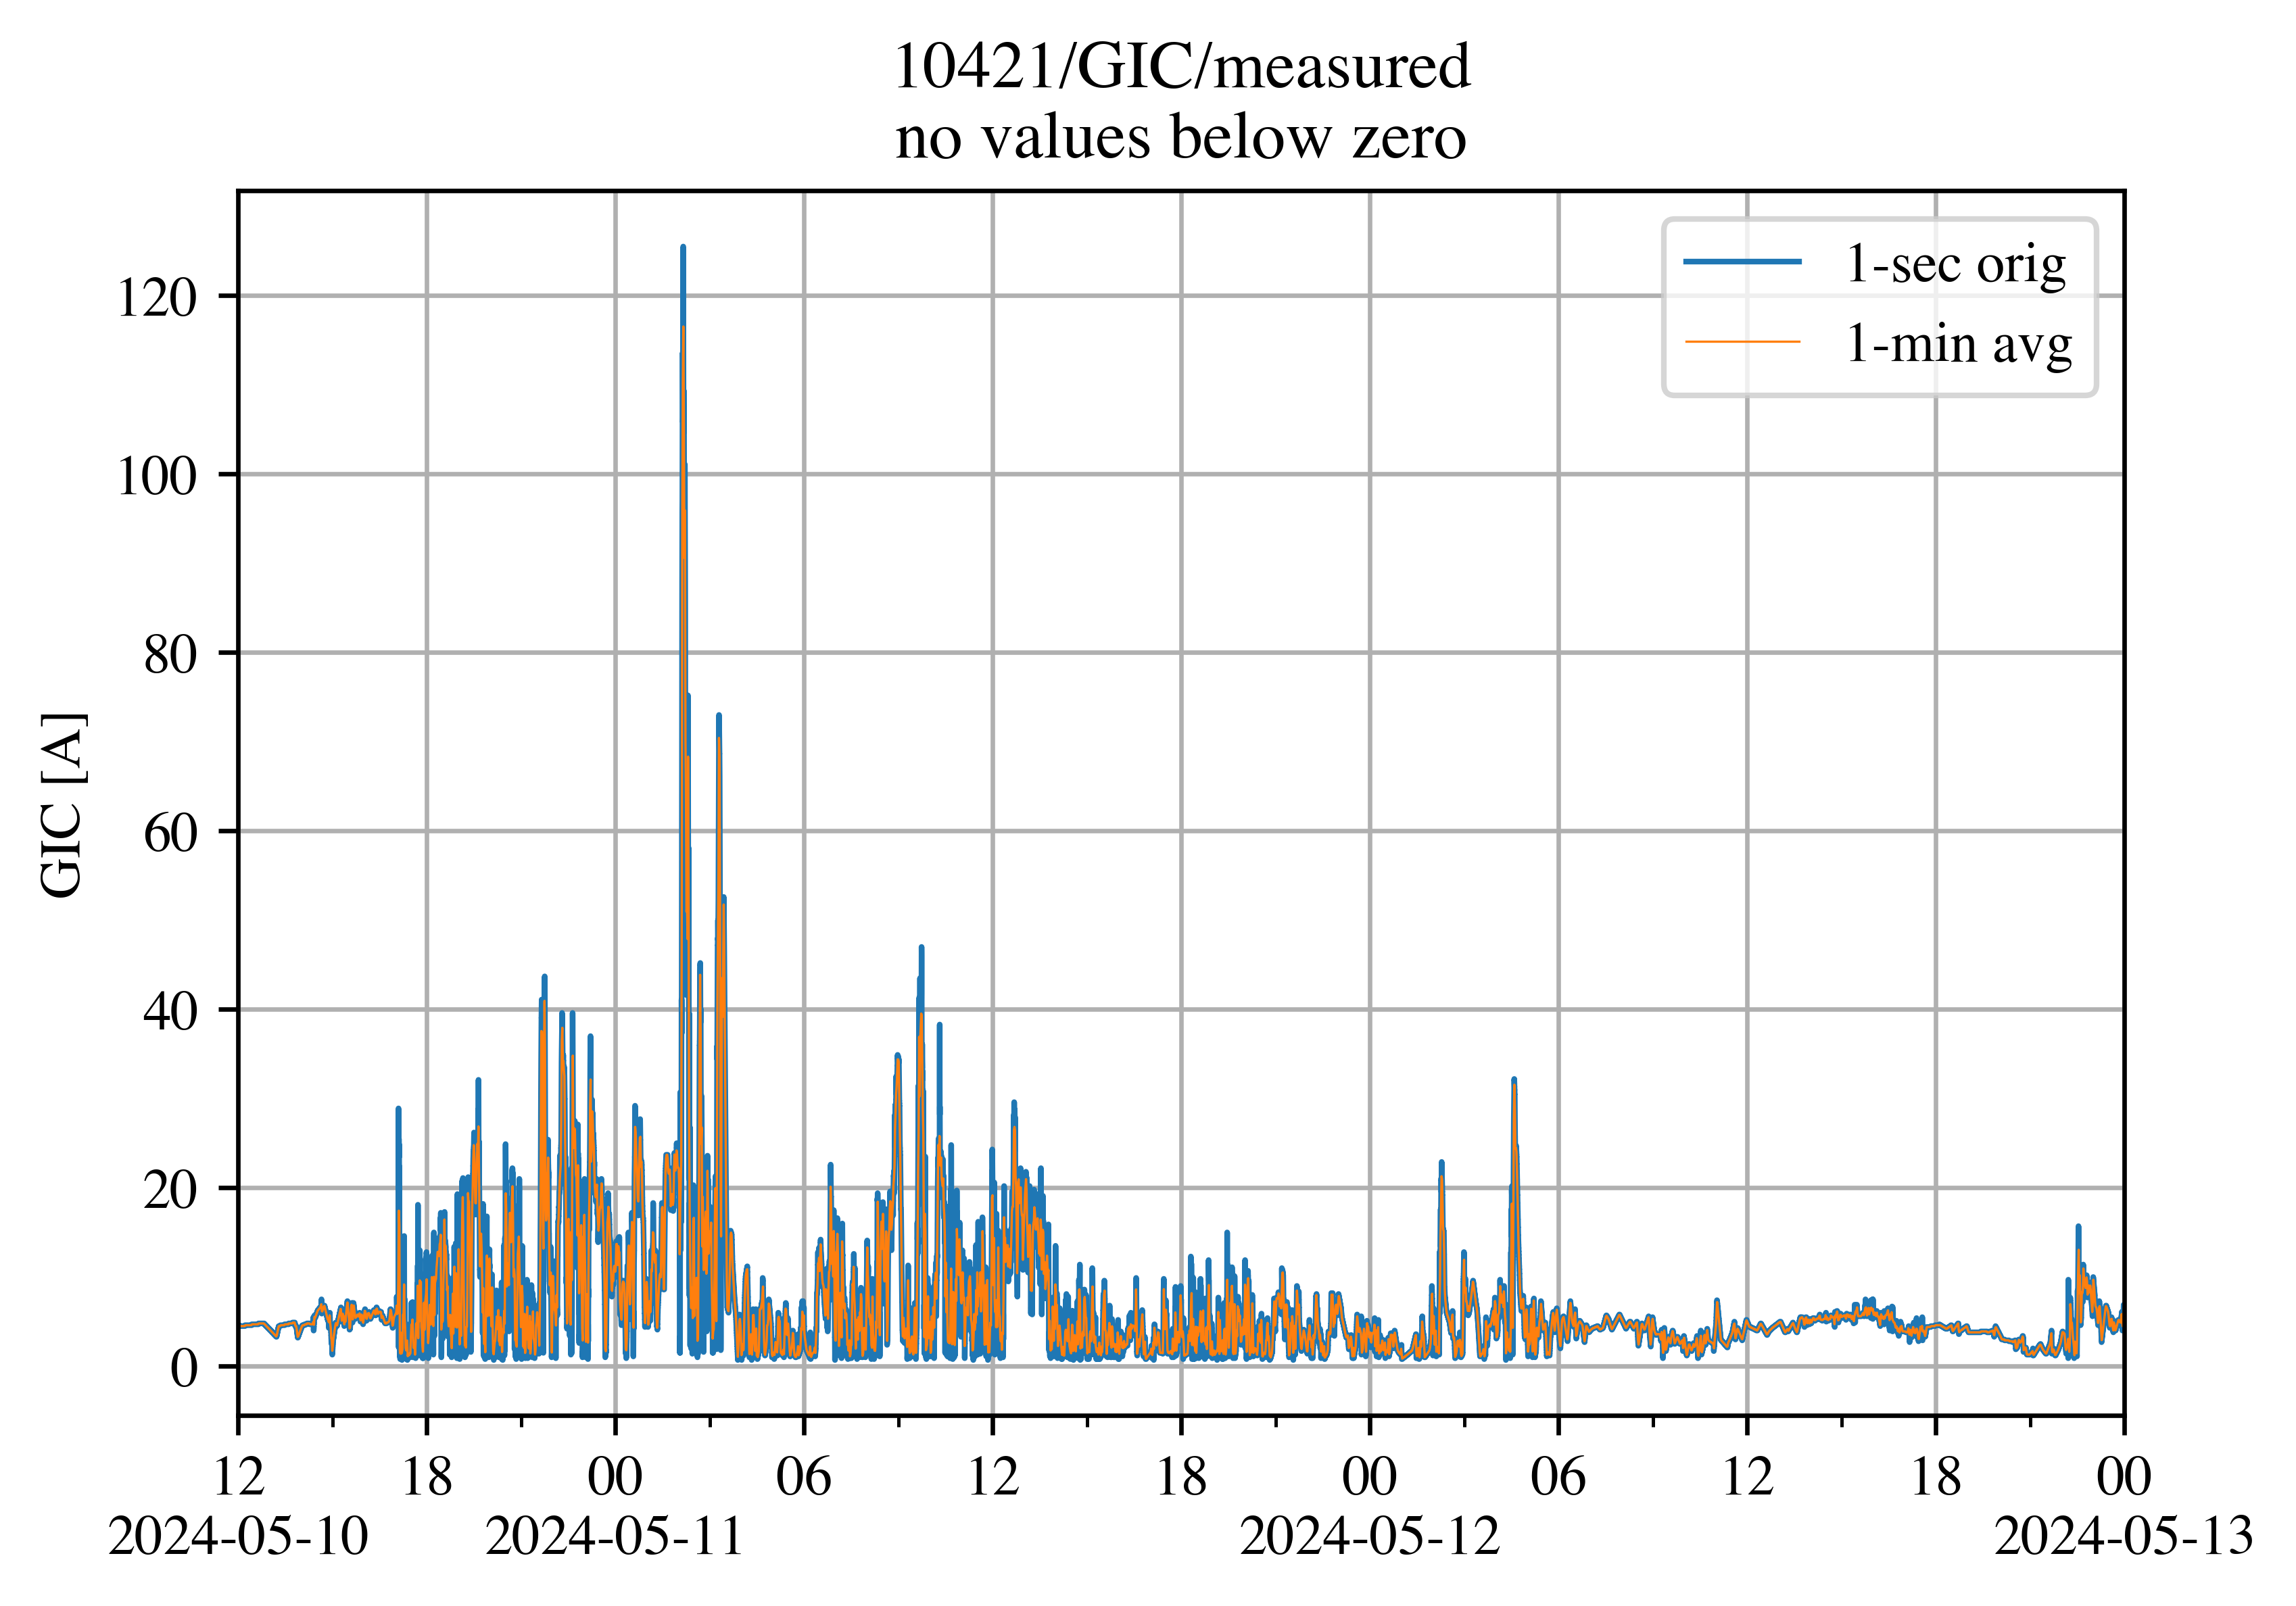 10421/GIC/measured
no values below zero
1-sec orig
1-min avg
GIC [A]
120
100
80
60
40
20
0
12 18 00 06 12 18 00 06 12 18 00
2024-05-10 2024-05-11 2024-05-12 2024-05-13